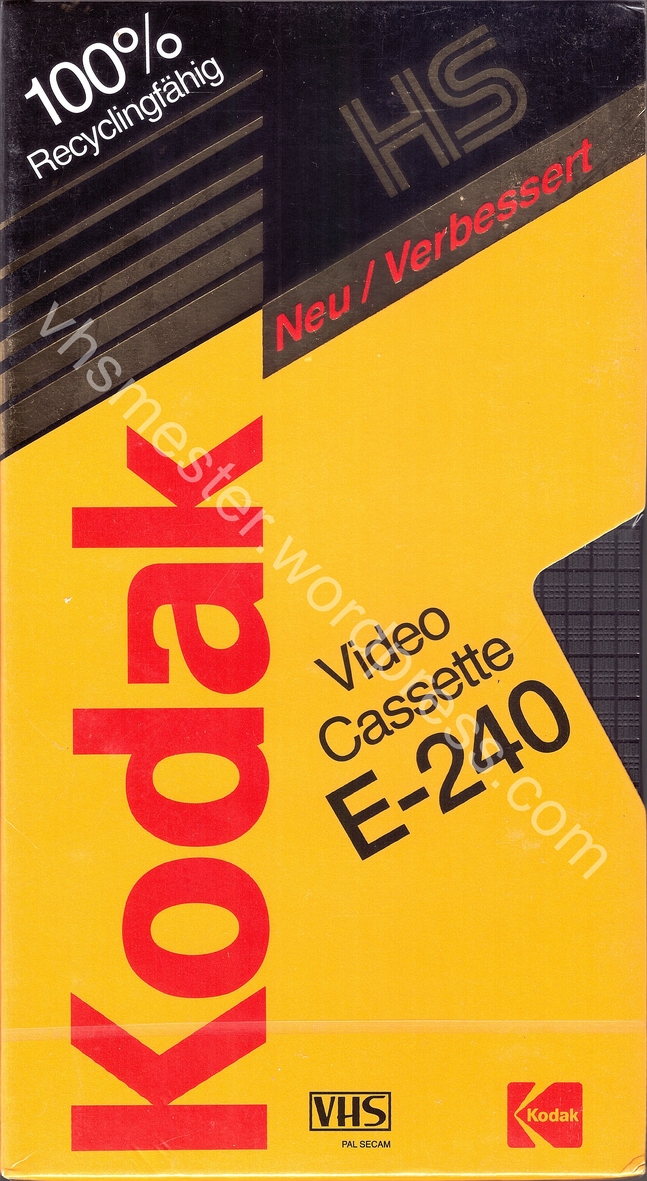 100%
Recyclingfähig
HS
Neu / Verbessert
Kodak
Video
Cassette
E-240
VHS
PAL SECAM
Kodak
vhsmester.wordpress.com